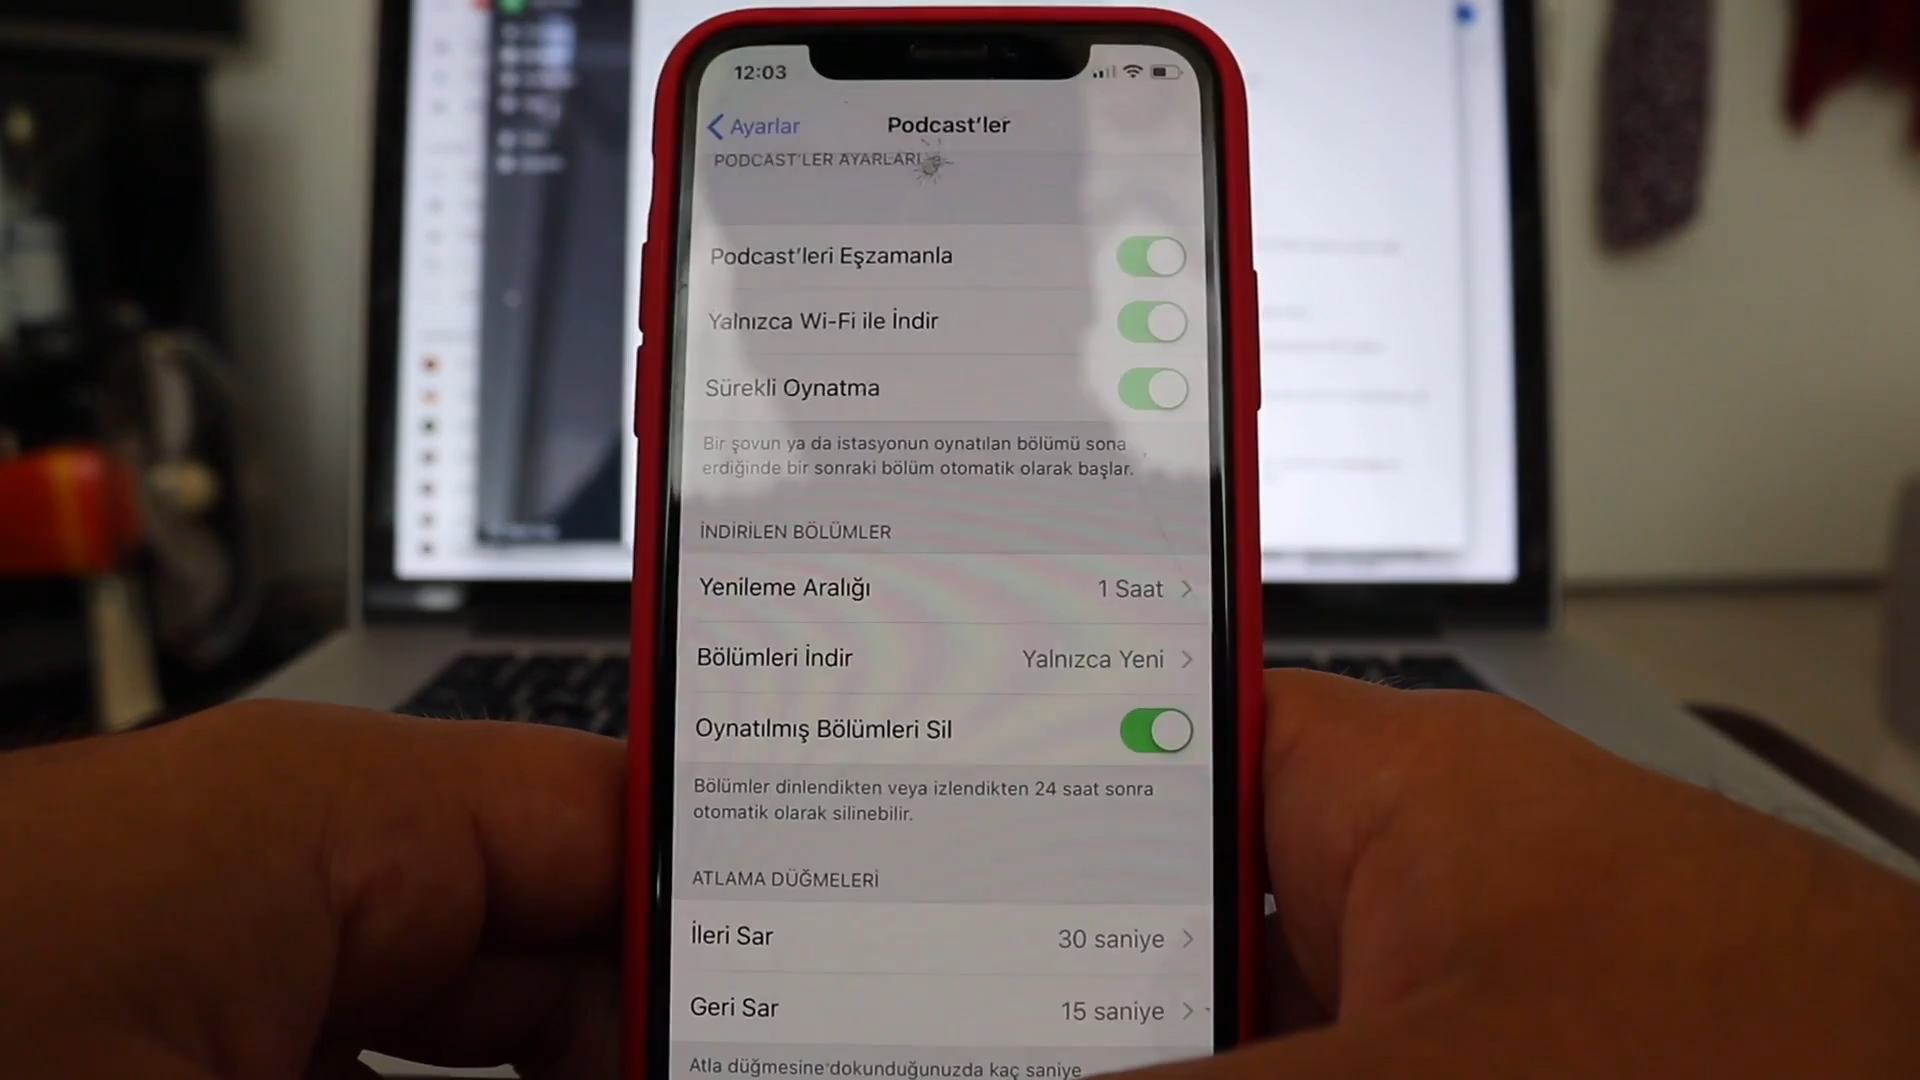 12:03
Ayarlar
Podcast'ler
PODCAST'LER AYARLARI
Podcast'leri Eşzamanla
Yalnızca Wi-Fi ile İndir
Sürekli Oynatma
Bir şovun ya da istasyonun oynatılan bölümü sona
erdiğinde bir sonraki bölüm otomatik olarak başlar.
İNDİRİLEN BÖLÜMLER
Yenileme Aralığı 1 Saat
Bölümleri İndir Yalnızca Yeni
Oynatılmış Bölümleri Sil
Bölümler dinlendikten veya izlendikten 24 saat sonra
otomatik olarak silinebilir.
ATLAMA DÜĞMELERİ
İleri Sar 30 saniye
Geri Sar 15 saniye
Atla düğmesine dokunduğunuzda kaç saniye